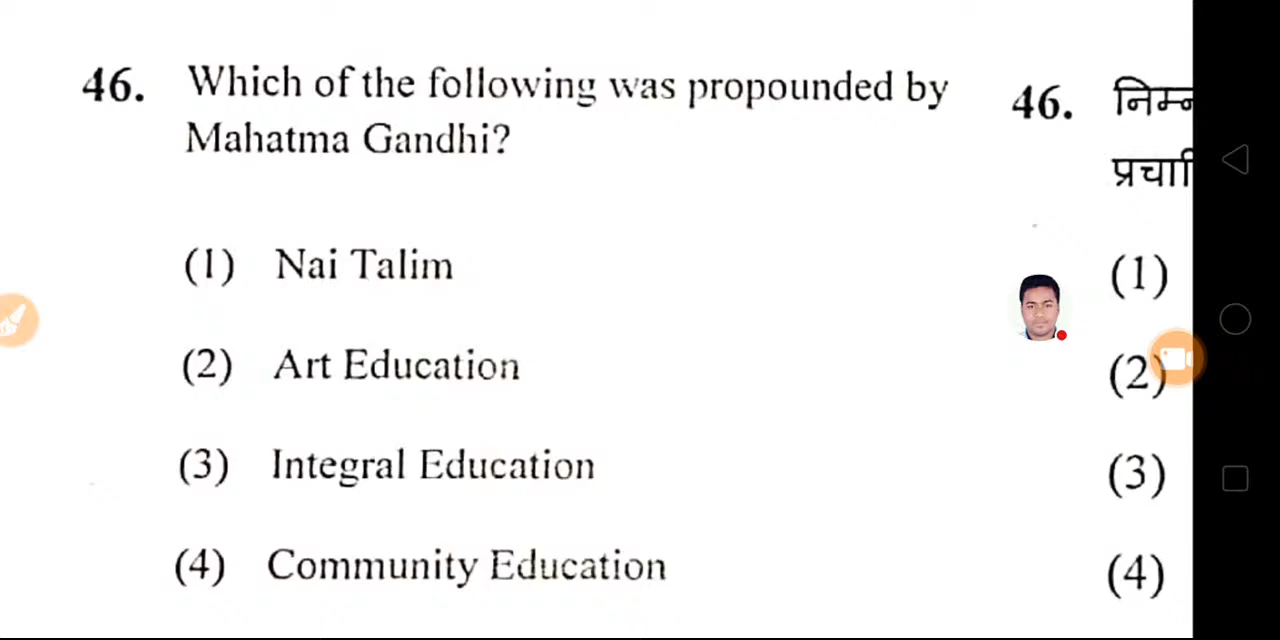 46. Which of the following was propounded by
Mahatma Gandhi?
(1) Nai Talim
(2) Art Education
(3) Integral Education
(4) Community Education
46.
(1)
(2)
(3)
(4)